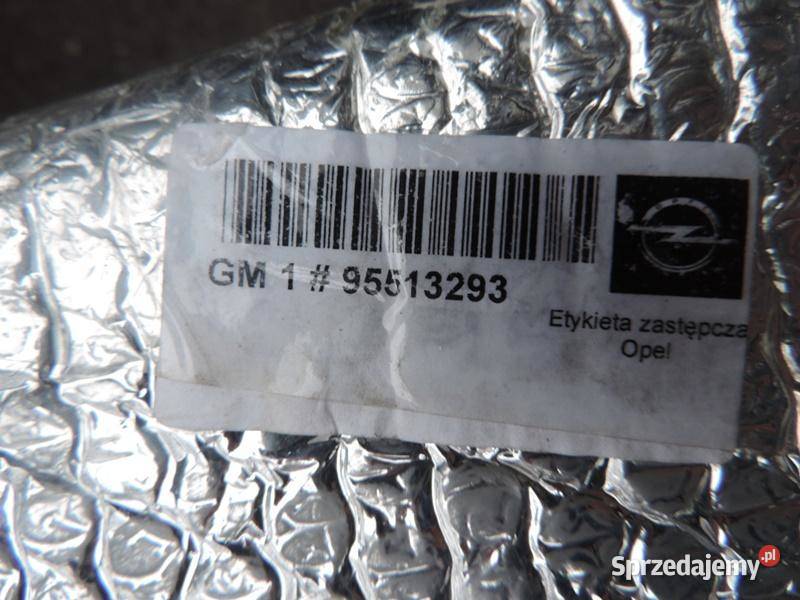 GM 1 # 95513293
Etykieta zastępcza
Opel
Sprzedajemy.pl